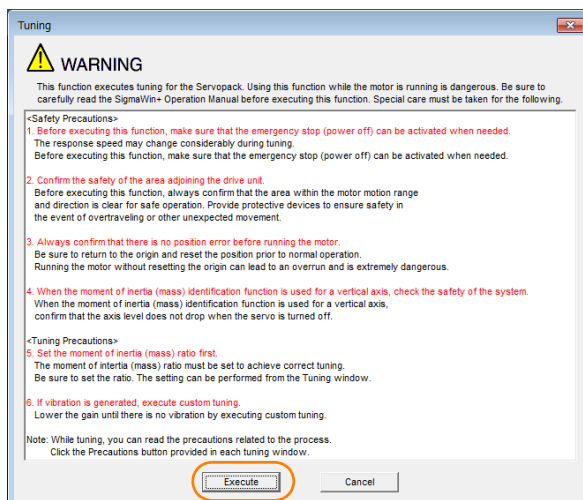 Tuning
WARNING
This function executes tuning for the Servopack. Using this function while the motor is running is dangerous. Be sure to
carefully read the SigmaWin+ Operation Manual before executing this function. Special care must be taken for the following.
<Safety Precautions>
1. Before executing this function, make sure that the emergency stop (power off) can be activated when needed.
The response speed may change considerably during tuning.
Before executing this function, make sure that the emergency stop (power off) can be activated when needed.
2. Confirm the safety of the area adjoining the drive unit.
Before executing this function, always confirm that the area within the motor motion range
and direction is clear for safe operation. Provide protective devices to ensure safety in
the event of overtraveling or other unexpected movement.
3. Always confirm that there is no position error before running the motor.
Be sure to return to the origin and reset the position prior to normal operation.
Running the motor without resetting the origin can lead to an overrun and is extremely dangerous.
4. When the moment of inertia (mass) identification function is used for a vertical axis, check the safety of the system.
When the moment of inertia (mass) identification function is used for a vertical axis,
confirm that the axis level does not drop when the servo is turned off.
<Tuning Precautions>
5. Set the moment of inertia (mass) ratio first.
The moment of intertia (mass) ratio must be set to achieve correct tuning.
Be sure to set the ratio. The setting can be performed from the Tuning window.
6. If vibration is generated, execute custom tuning.
Lower the gain until there is no vibration by executing custom tuning.
Note: While tuning, you can read the precautions related to the process.
Click the Precautions button provided in each tuning window.
Execute Cancel